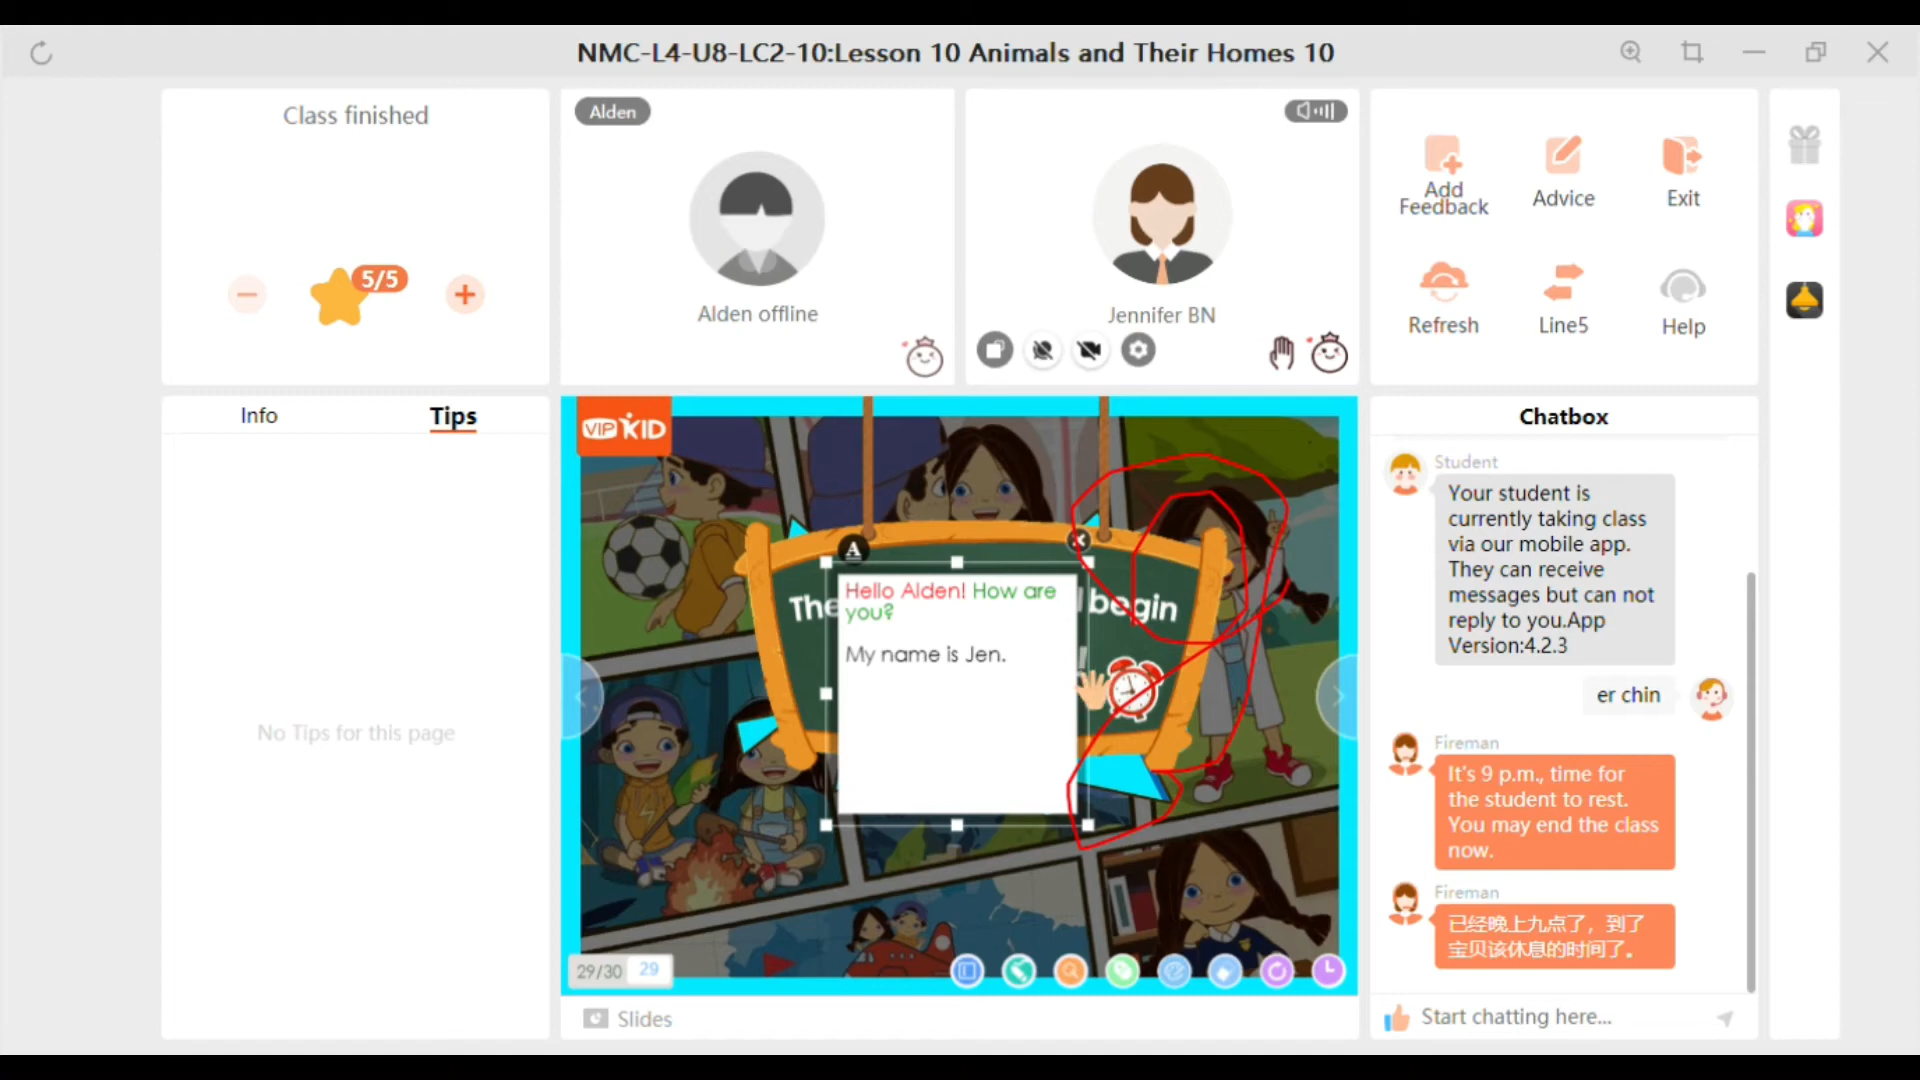 NMC-L4-U8-LC2-10:Lesson 10 Animals and Their Homes 10
Class finished
5/5
Alden
Alden offline
Jennifer BN
Add
Feedback
Advice
Exit
Refresh
Line5
Help
Info
Tips
No Tips for this page
VIPKID
The
begin
A
Hello Alden! How are
you?
My name is Jen.
29/30
29
Slides
Chatbox
Student
Your student is
currently taking class
via our mobile app.
They can receive
messages but can not
reply to you.App
Version:4.2.3
er chin
Fireman
It's 9 p.m., time for
the student to rest.
You may end the class
now.
Fireman
已经晚上九点了，到了
宝贝该休息的时间了。
Start chatting here...